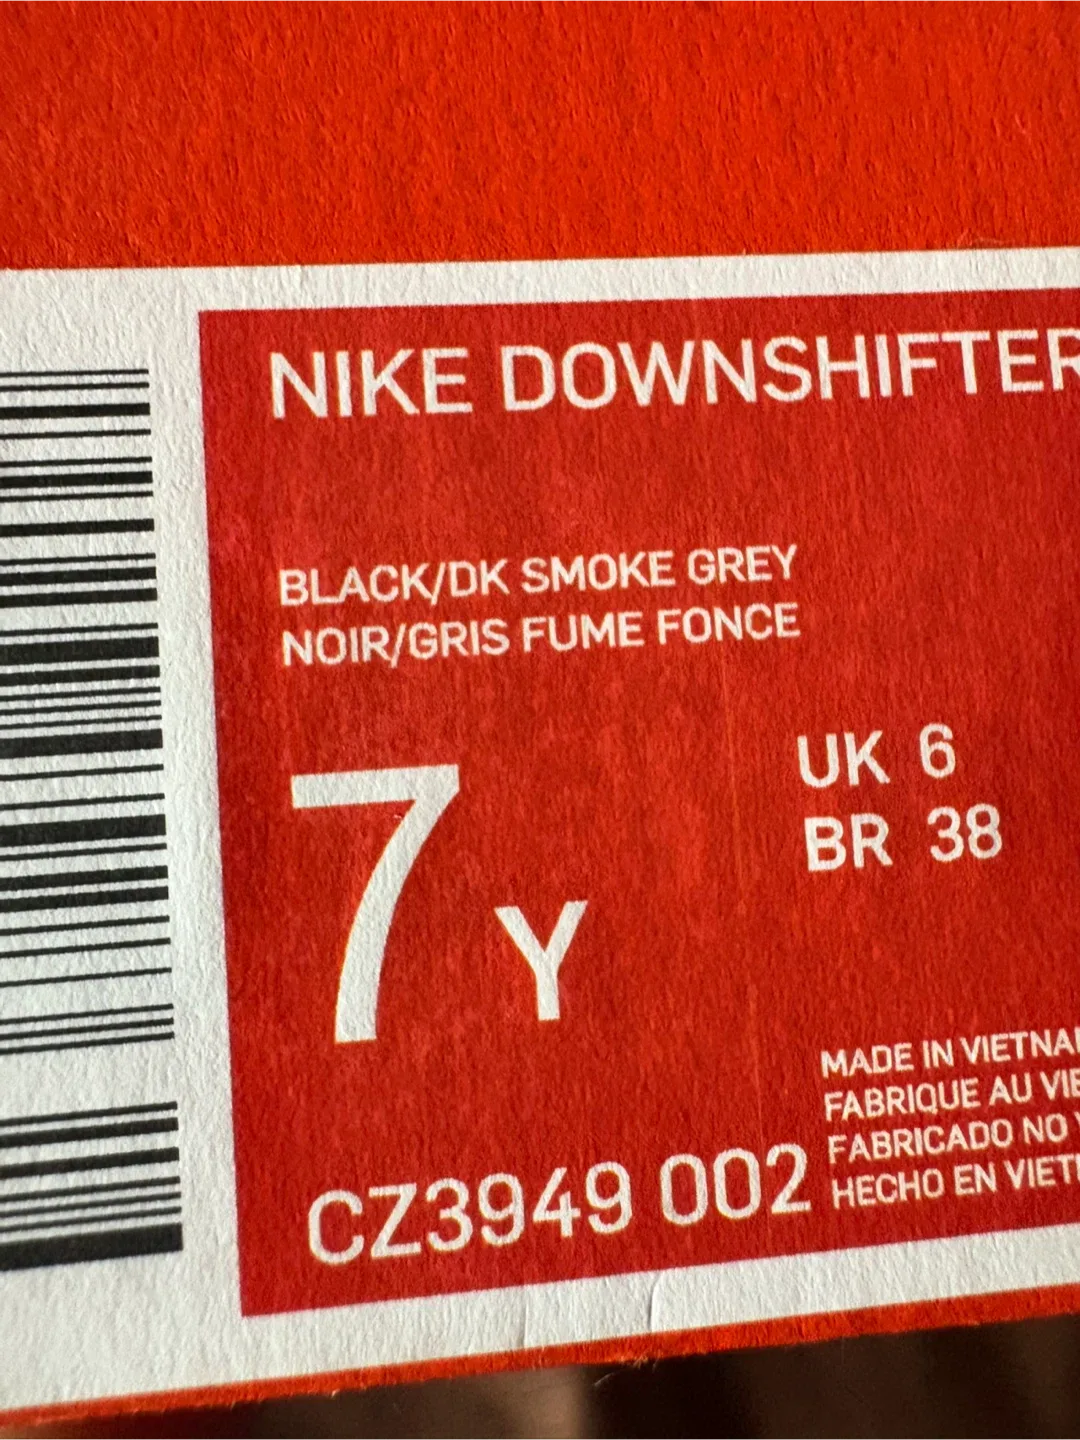 NIKE DOWNSHIFTER
BLACK/DK SMOKE GREY
NOIR/GRIS FUME FONCE
7 Y
UK 6
BR 38
MADE IN VIETNA
FABRIQUE AU VIE
FABRICADO NO
HECHO EN VIET
CZ3949 002